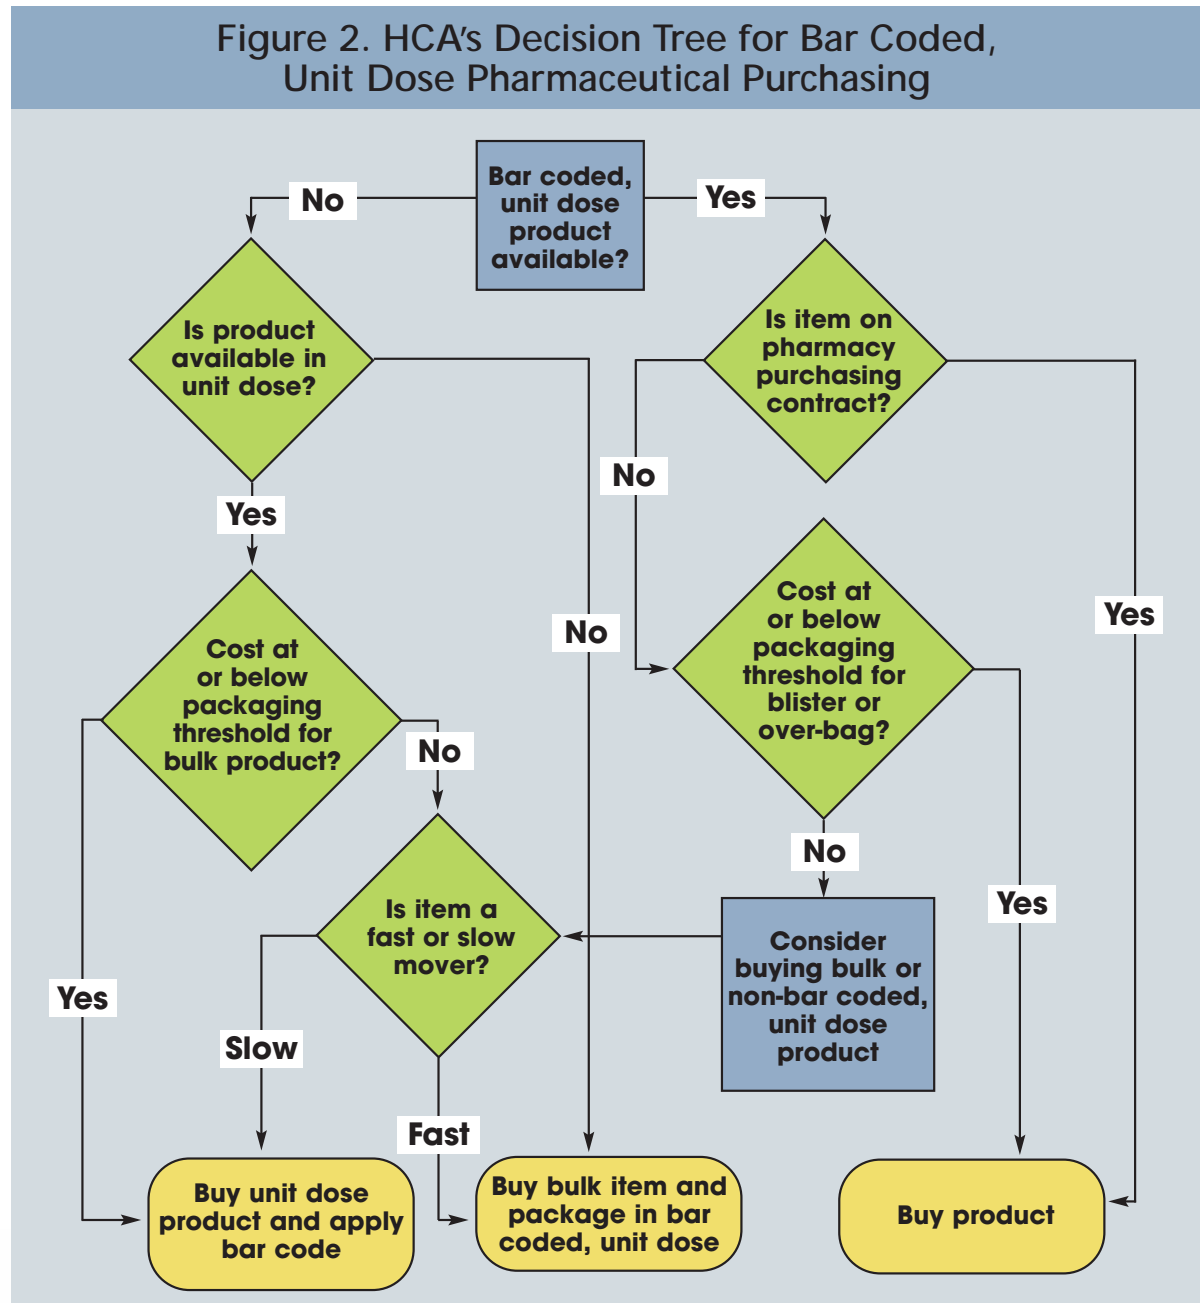 Figure 2. HCA's Decision Tree for Bar Coded,
Unit Dose Pharmaceutical Purchasing
Bar coded,
unit dose
product
available?
No
Yes
Is product
available in
unit dose?
Is item on
pharmacy
purchasing
contract?
No
Yes
Cost at
or below
packaging
threshold for
blister or
over-bag?
Yes
No
Cost at
or below
packaging
threshold for
bulk product?
No
No
Is item a
fast or slow
mover?
Yes
Consider
buying bulk or
non-bar coded,
unit dose
product
Yes
Slow
Fast
Buy unit dose
product and apply
bar code
Buy bulk item and
package in bar
coded, unit dose
Buy product